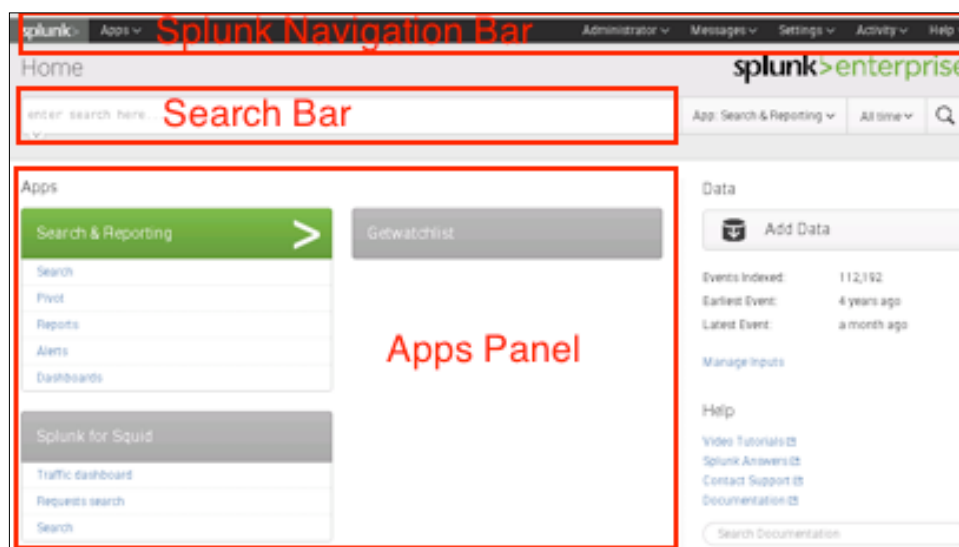 splunk> Apps Splunk Navigation Bar Administrator Messages Settings Activity Help
Home splunk>enterprise
enter search here... Search Bar App: Search & Reporting All time
Apps
Search & Reporting >
Search
Pivot
Reports
Alerts
Dashboards
Getwatchlist
Apps Panel
Splunk for Squid
Traffic dashboard
Requests search
Search
Data
Add Data
Events Indexed: 112,192
Earliest Event: 4 years ago
Latest Event: a month ago
Manage Inputs
Help
Video Tutorials
Splunk Answers
Contact Support
Documentation
Search Documentation